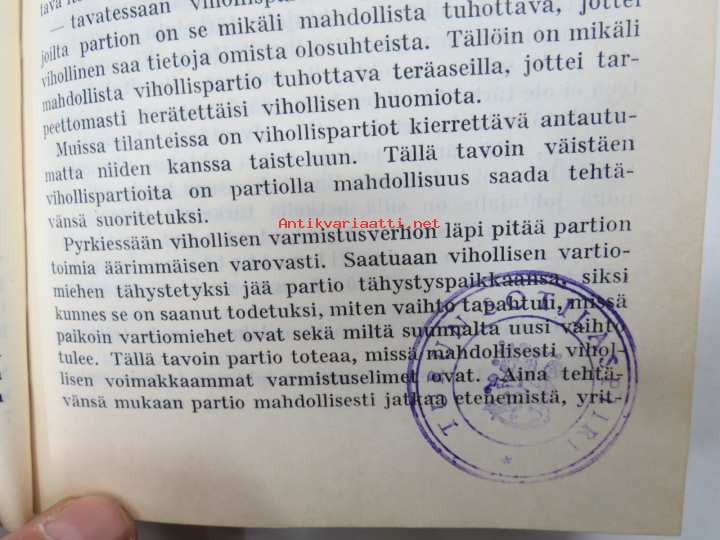 — tavatessaan
joilta partion on se mikäli mahdollista tuhottava, jottei
vihollinen saa tietoja omista olosuhteista. Tällöin on mikäli
mahdollista vihollispartio tuhottava teräaseilla, jottei tar-
peettomasti herätettäisi vihollisen huomiota.
Muissa tilanteissa on vihollispartiot kierrettävä antautu-
matta niiden kanssa taisteluun. Tällä tavoin väistäen
vihollispartioita on partiolla mahdollisuus saada tehtä-
vänsä suoritetuksi.
Antikvariaatti.net
Pyrkiessään vihollisen varmistusverhon läpi pitää partion
toimia äärimmäisen varovasti. Saatuaan vihollisen vartio-
miehen tähystetyksi jää partio tähystyspaikkaansa, siksi
kunnes se on saanut todetuksi, miten vaihto tapahtuu, missä
paikoin vartiomiehet ovat sekä miltä suunnalta uusi vaihto
tulee. Tällä tavoin partio toteaa, missä mahdollisesti vihol-
lisen voimakkaammat varmistuselimet ovat. Aina tehtä-
vänsä mukaan partio mahdollisesti jatkaa etenemistä, yrit-
TURUN SOTILASPIIRI